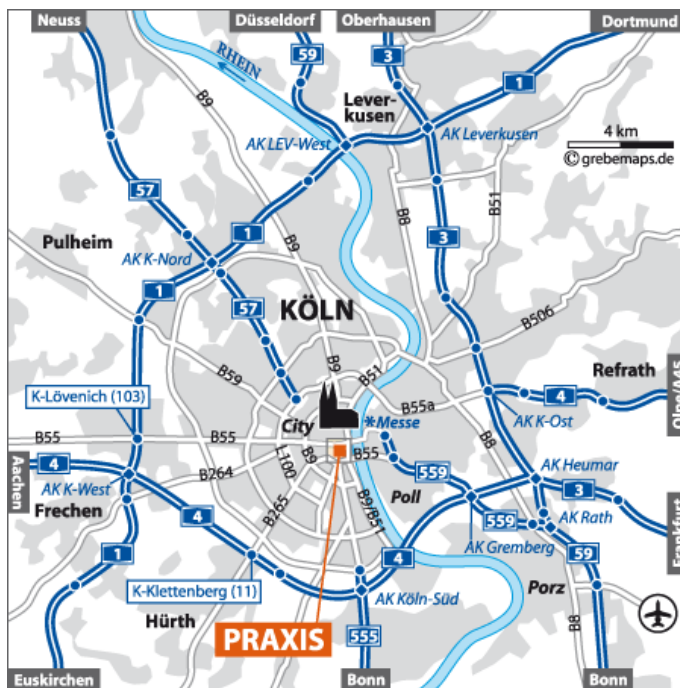 Neuss
Düsseldorf
Oberhausen
Dortmund
59
3
1
RHEIN
B9
Lever-
kusen
AK LEV-West
AK Leverkusen
4 km
© grebemaps.de
57
B8
B51
Pulheim
1
3
B9
AK K-Nord
1
KÖLN
57
B506
B59
B9
B51
Refrath
Olpe/A45
K-Lövenich (103)
B55a
4
City
*Messe
AK K-Ost
B55
B55
B8
Aachen
4
B264
L100
B9
B55
559
AK Heumar
AK K-West
3
Frechen
Poll
B265
B9/B51
559
AK Rath
Frankfurt
4
AK Gremberg
1
4
59
K-Klettenberg (11)
AK Köln-Süd
Porz
Hürth
B8
PRAXIS
555
Euskirchen
Bonn
Bonn